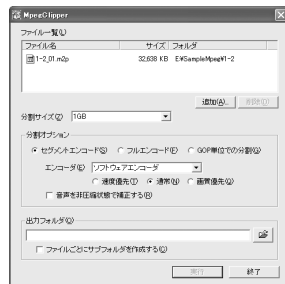 MpegClipper
ファイル一覧(L)
ファイル名 サイズ フォルダ
1-2_01.m2p 32,638 KB E:¥SampleMpeg¥1-2
追加(A)... 削除(D)
分割サイズ(Z) 1GB
分割オプション
セグメントエンコード(S) フルエンコード(F) GOP単位での分割(G)
エンコーダ(E) ソフトウェアエンコーダ
速度優先(T) 通常(N) 画質優先(Q)
音声を非圧縮状態で補正する(R)
出力フォルダ(O)
ファイルごとにサブフォルダを作成する(C)
実行 終了